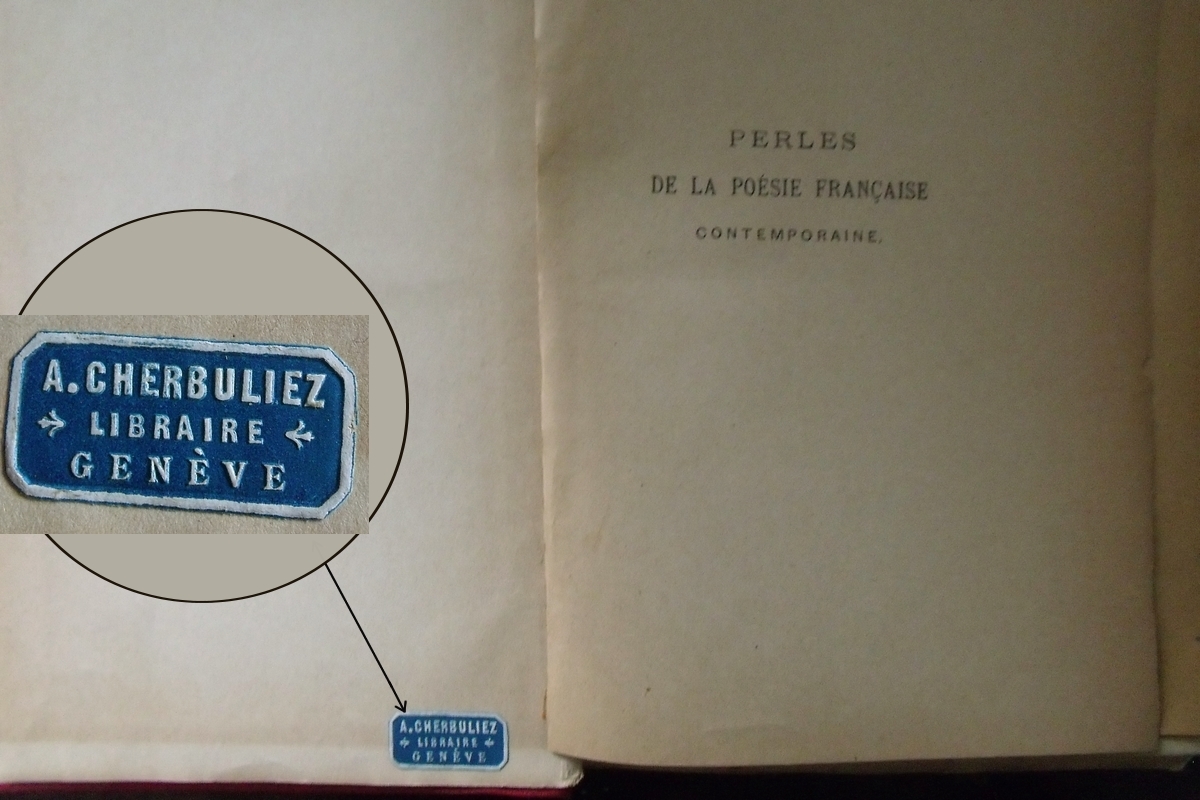 A. CHERBULIEZ
LIBRAIRE
GENÈVE
A. CHERBULIEZ
LIBRAIRE
GENÈVE
PERLES
DE LA POÉSIE FRANÇAISE
CONTEMPORAINE,